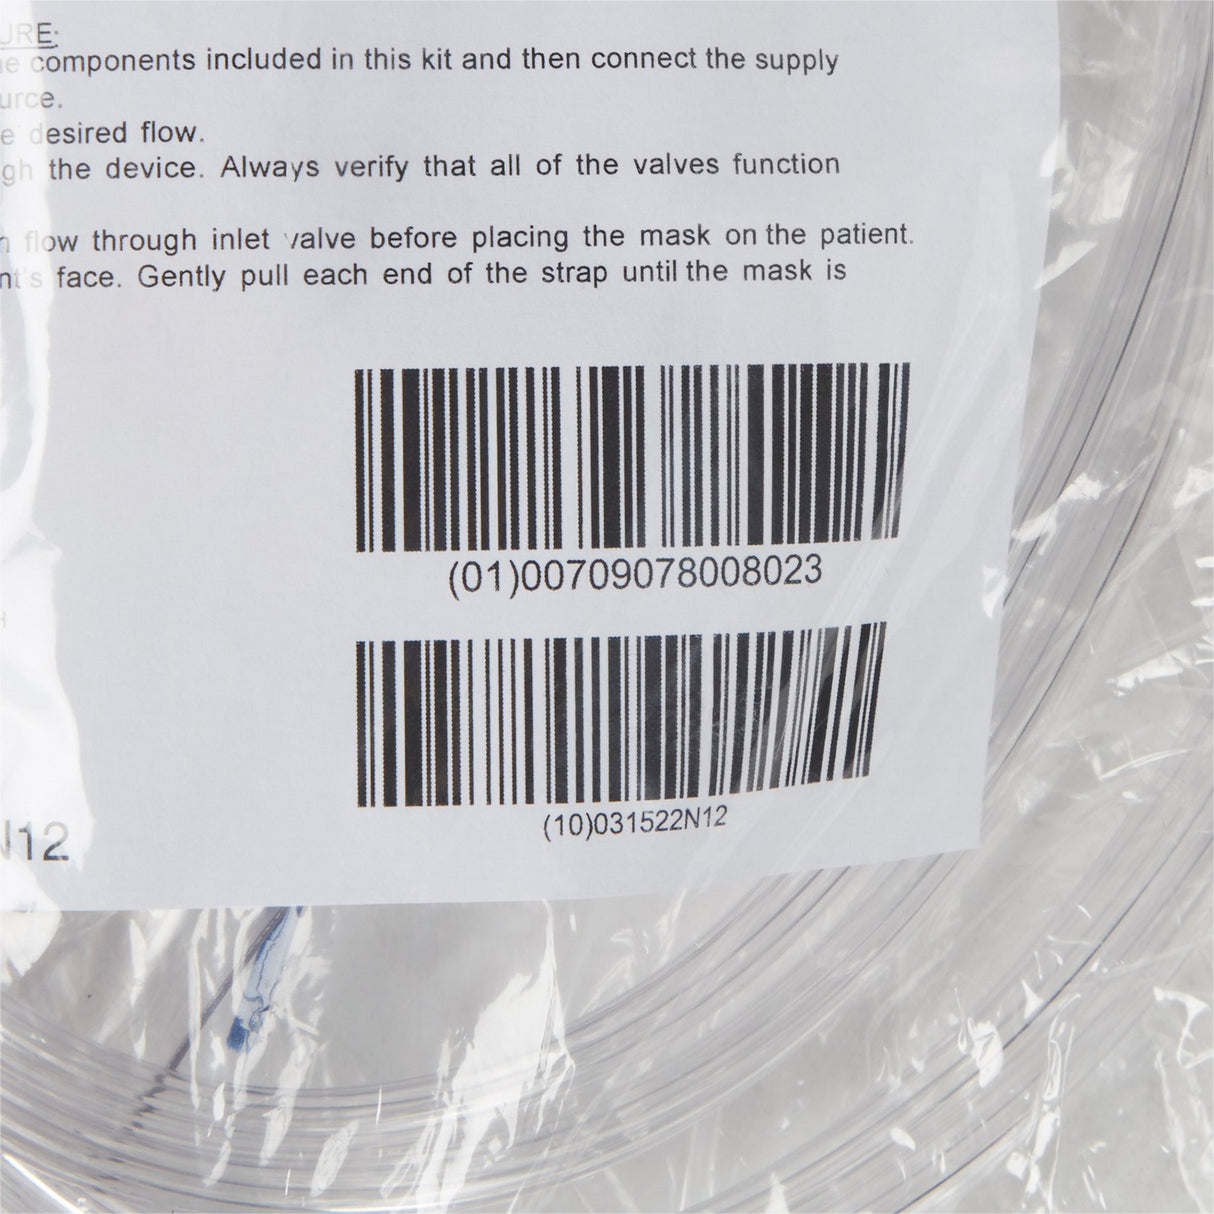 URE:
e components included in this kit and then connect the supply
urce.
e desired flow.
gh the device. Always verify that all of the valves function
n flow through inlet valve before placing the mask on the patient.
nt's face. Gently pull each end of the strap until the mask is
(01)00709078008023
(10)031522N12
N12